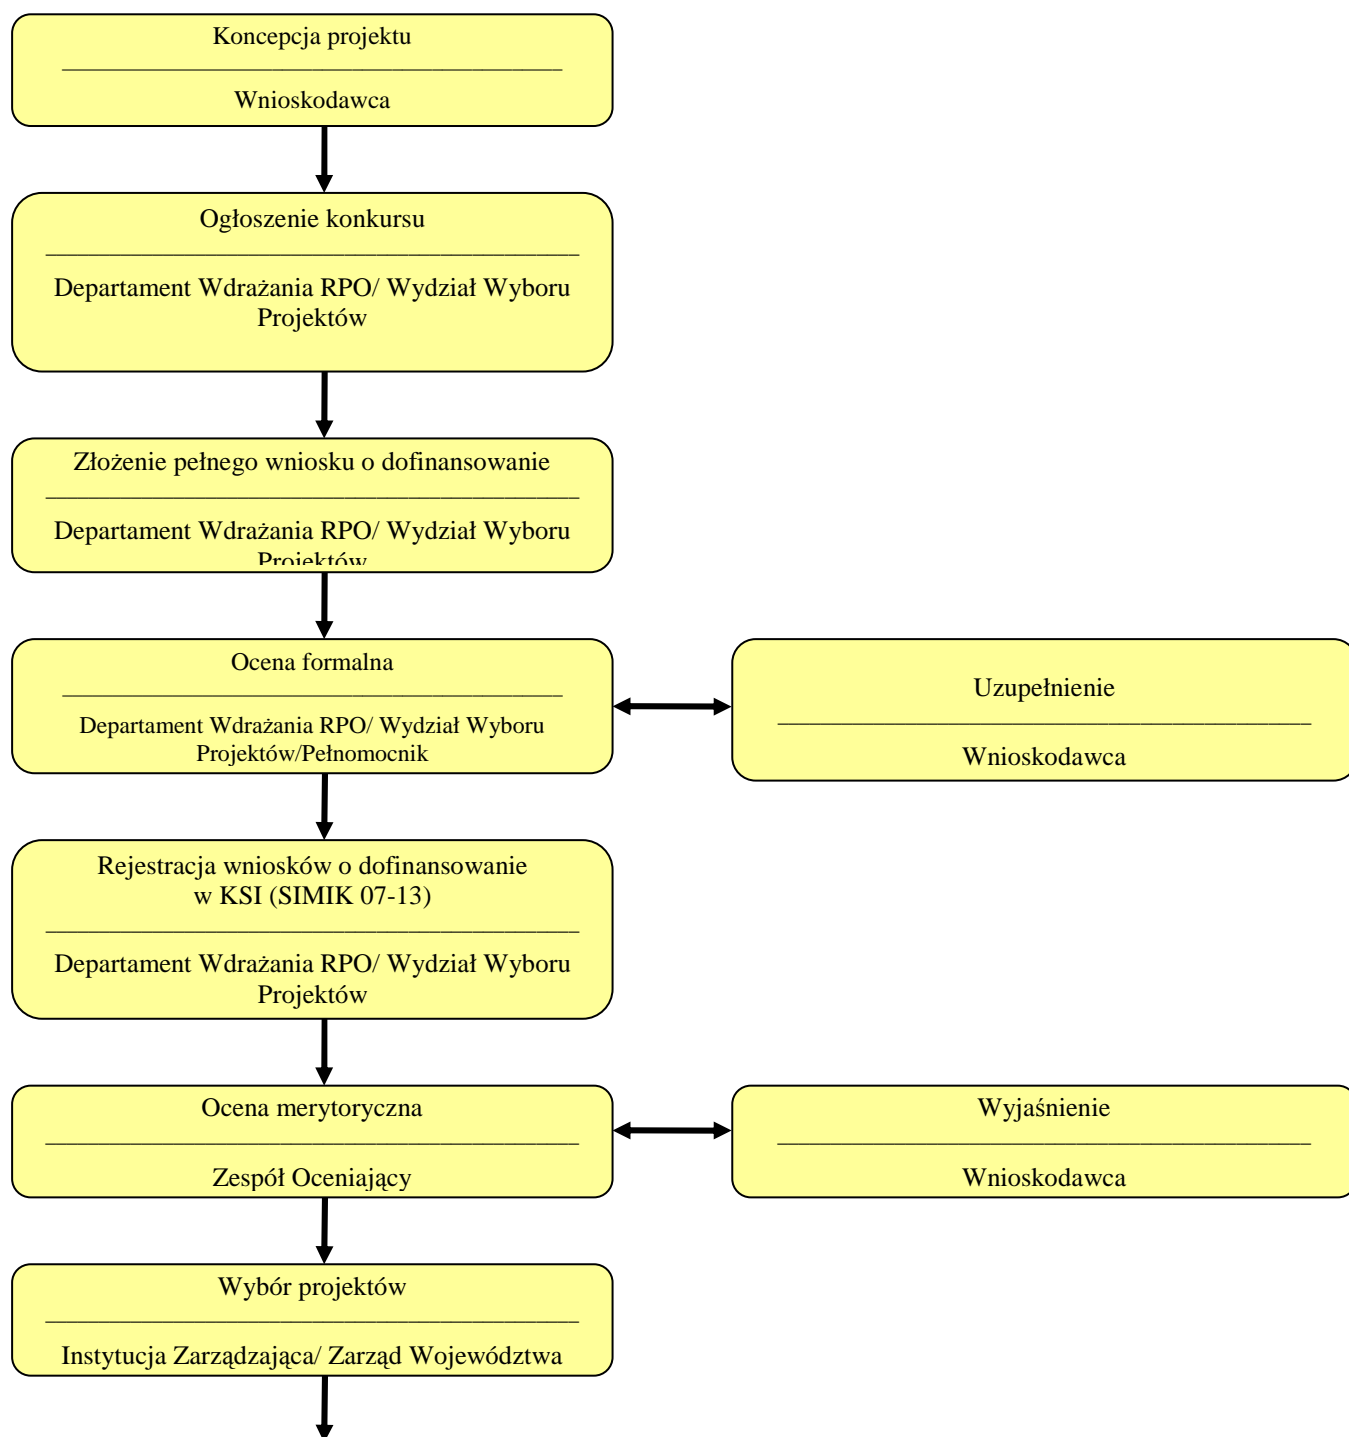 Koncepcja projektu
Wnioskodawca
Ogłoszenie konkursu
Departament Wdrażania RPO/ Wydział Wyboru
Projektów
Złożenie pełnego wniosku o dofinansowanie
Departament Wdrażania RPO/ Wydział Wyboru
Projektów
Ocena formalna
Departament Wdrażania RPO/ Wydział Wyboru
Projektów/Pełnomocnik
Uzupełnienie
Wnioskodawca
Rejestracja wniosków o dofinansowanie
w KSI (SIMIK 07-13)
Departament Wdrażania RPO/ Wydział Wyboru
Projektów
Ocena merytoryczna
Zespół Oceniający
Wyjaśnienie
Wnioskodawca
Wybór projektów
Instytucja Zarządzająca/ Zarząd Województwa